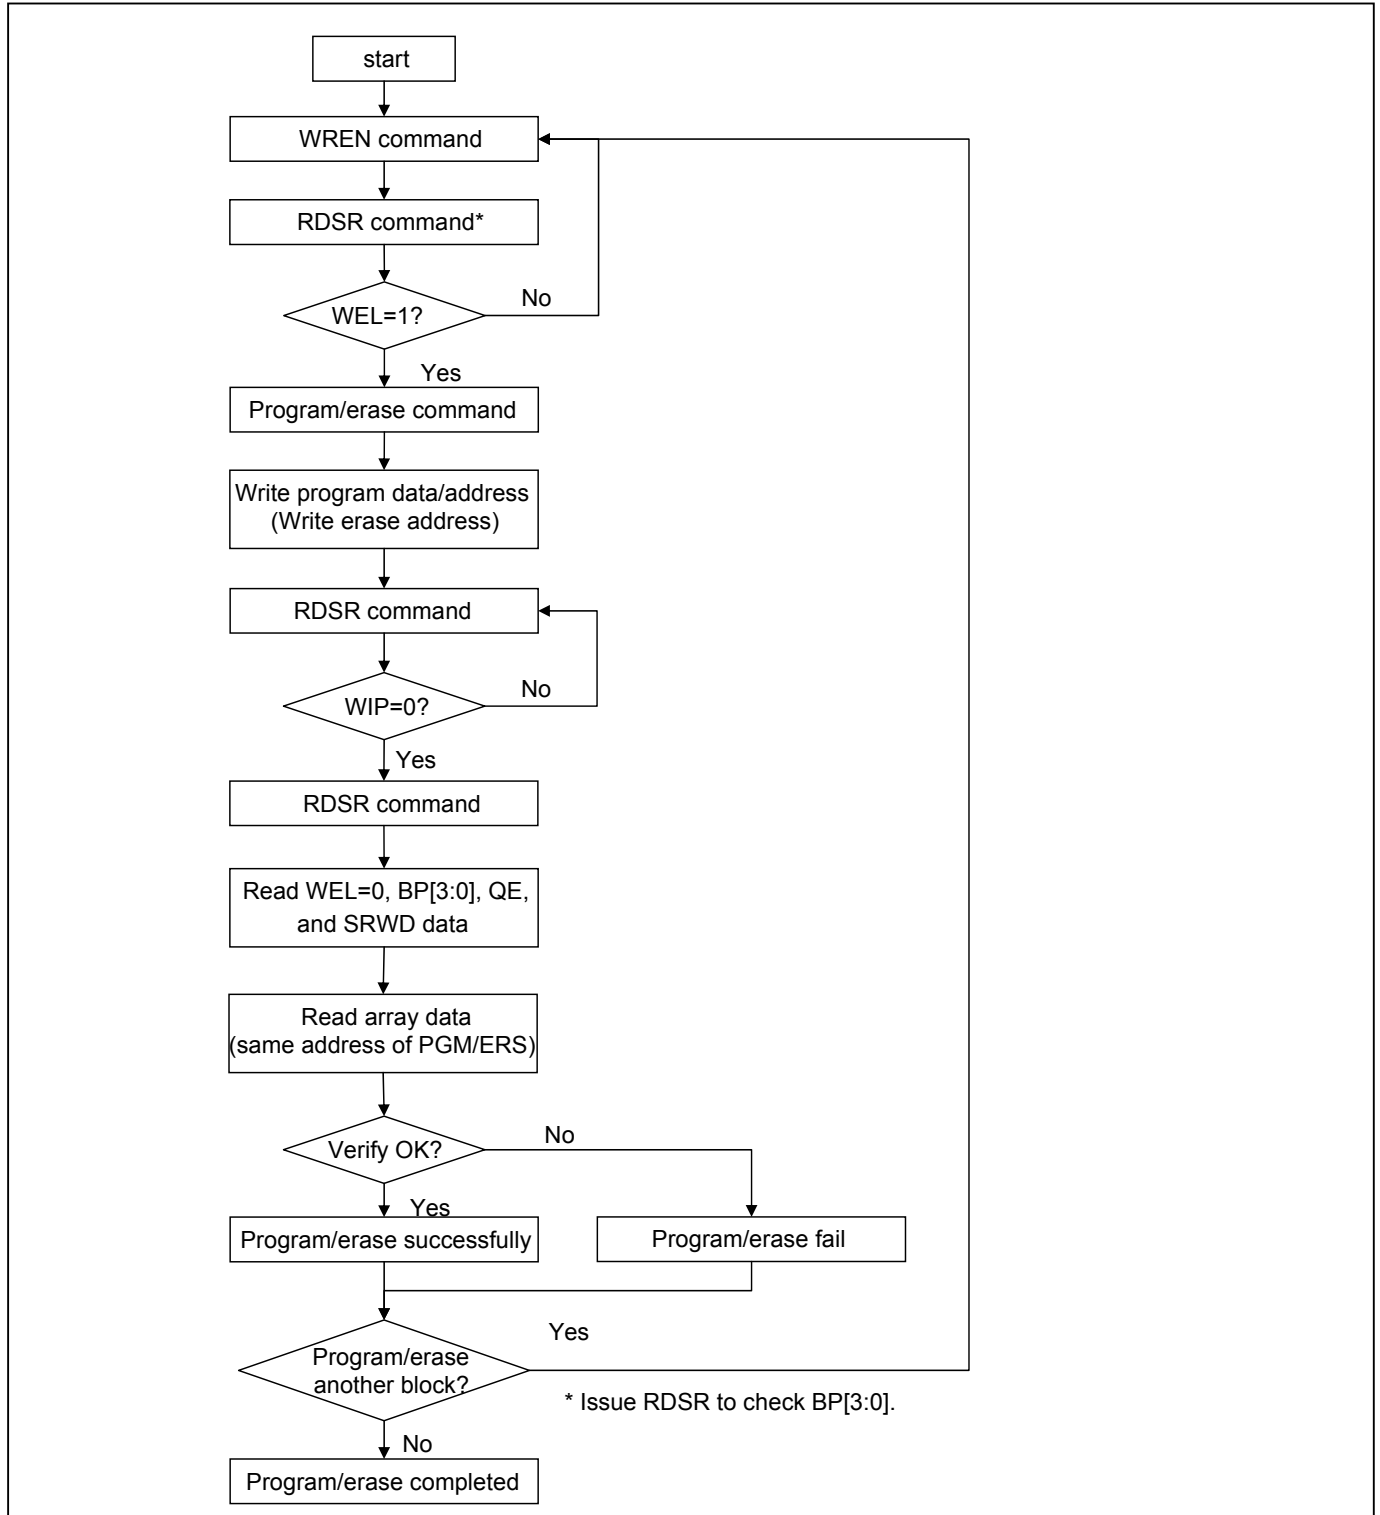 start
WREN command
RDSR command*
WEL=1?
No
Yes
Program/erase command
Write program data/address
(Write erase address)
RDSR command
WIP=0?
No
Yes
RDSR command
Read WEL=0, BP[3:0], QE,
and SRWD data
Read array data
(same address of PGM/ERS)
Verify OK?
No
Yes
Program/erase successfully
Program/erase fail
Program/erase
another block?
Yes
* Issue RDSR to check BP[3:0].
No
Program/erase completed